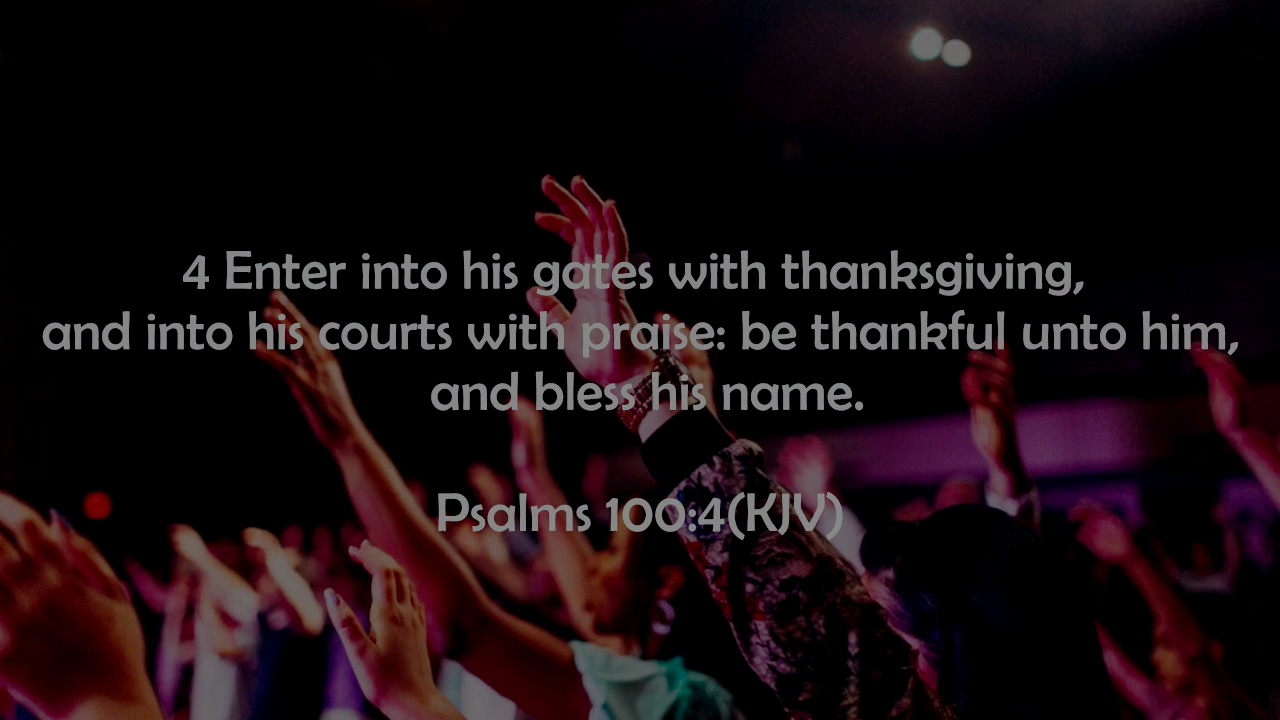 4 Enter into his gates with thanksgiving,
and into his courts with praise: be thankful unto him,
and bless his name.
Psalms 100:4(KJV)